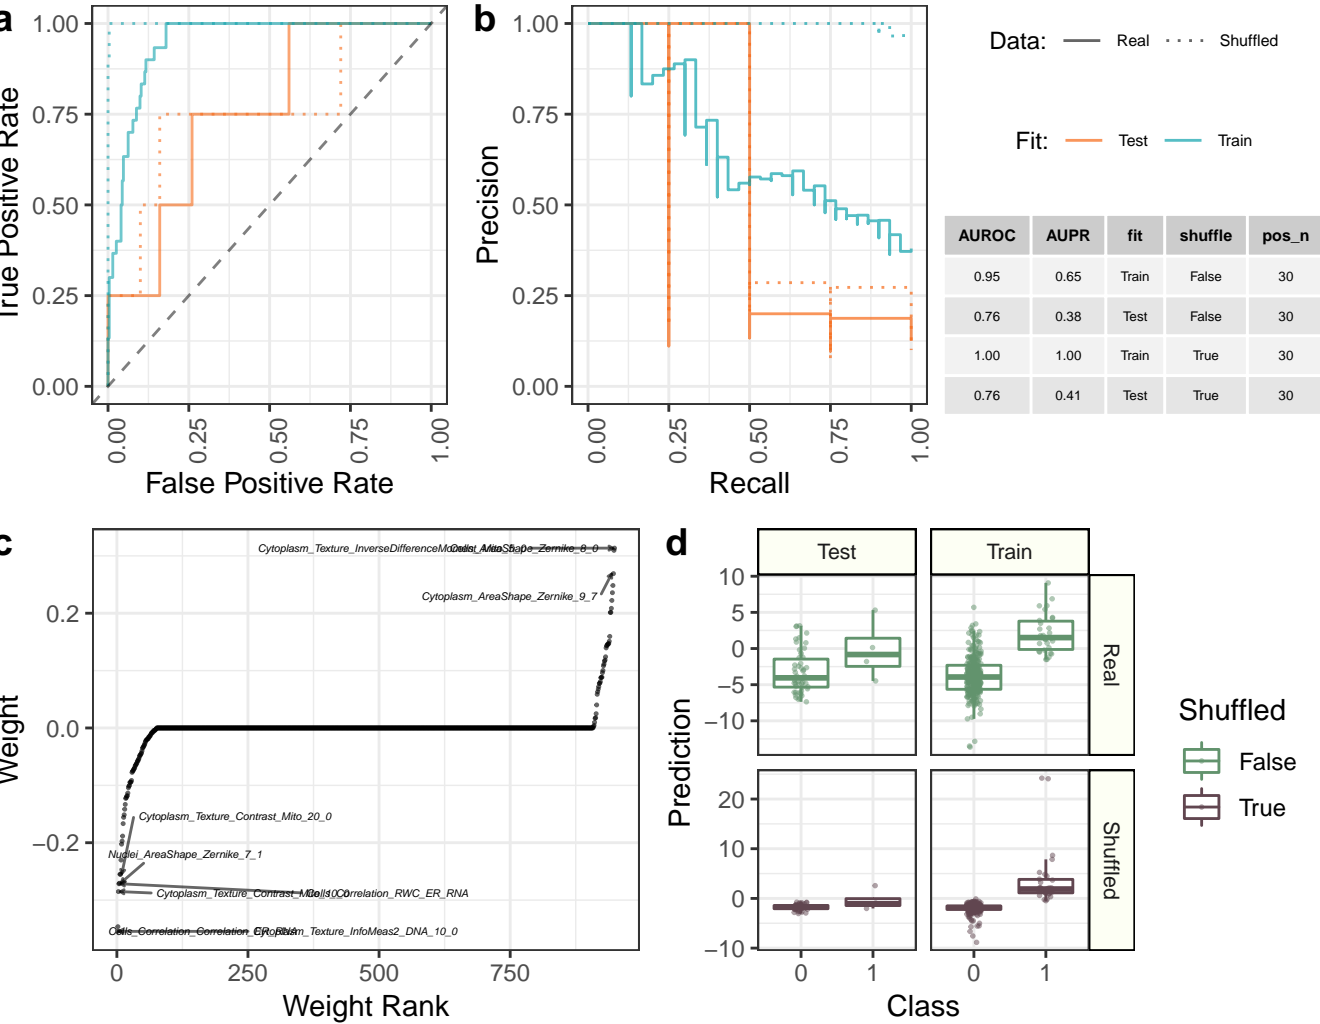 a
True Positive Rate
1.00
0.75
0.50
0.25
0.00
0.00
0.25
0.50
0.75
1.00
False Positive Rate
b
Precision
1.00
0.75
0.50
0.25
0.00
0.00
0.25
0.50
0.75
1.00
Recall
Data: Real Shuffled
Fit: Test Train
AUROC AUPR fit shuffle pos_n
0.95 0.65 Train False 30
0.76 0.38 Test False 30
1.00 1.00 Train True 30
0.76 0.41 Test True 30
c
Weight
0.2
0.0
−0.2
Cytoplasm_AreaShape_Zernike_9_7
Cytoplasm_Texture_Contrast_Mito_20_0
Nuclei_AreaShape_Zernike_7_1
Cytoplasm_Texture_Contrast_Mito_10_0
Cells_Correlation_RWC_ER_RNA
Cells_Correlation_Correlation_ER_RNA
Cytoplasm_Texture_InfoMeas2_DNA_10_0
0
250
500
750
Weight Rank
d
Test
Train
Prediction
10
5
0
−5
−10
Real
20
10
0
−10
Shuffled
0
1
0
1
Class
Shuffled
False
True